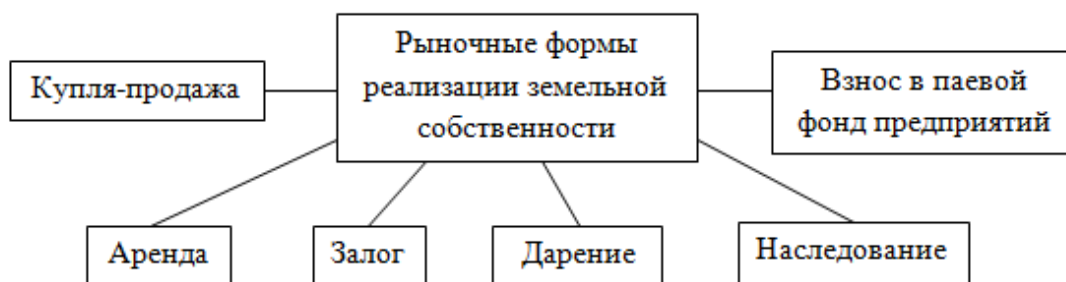 Рыночные формы
реализации земельной
собственности
Купля-продажа
Взнос в паевой
фонд предприятий
Аренда
Залог
Дарение
Наследование